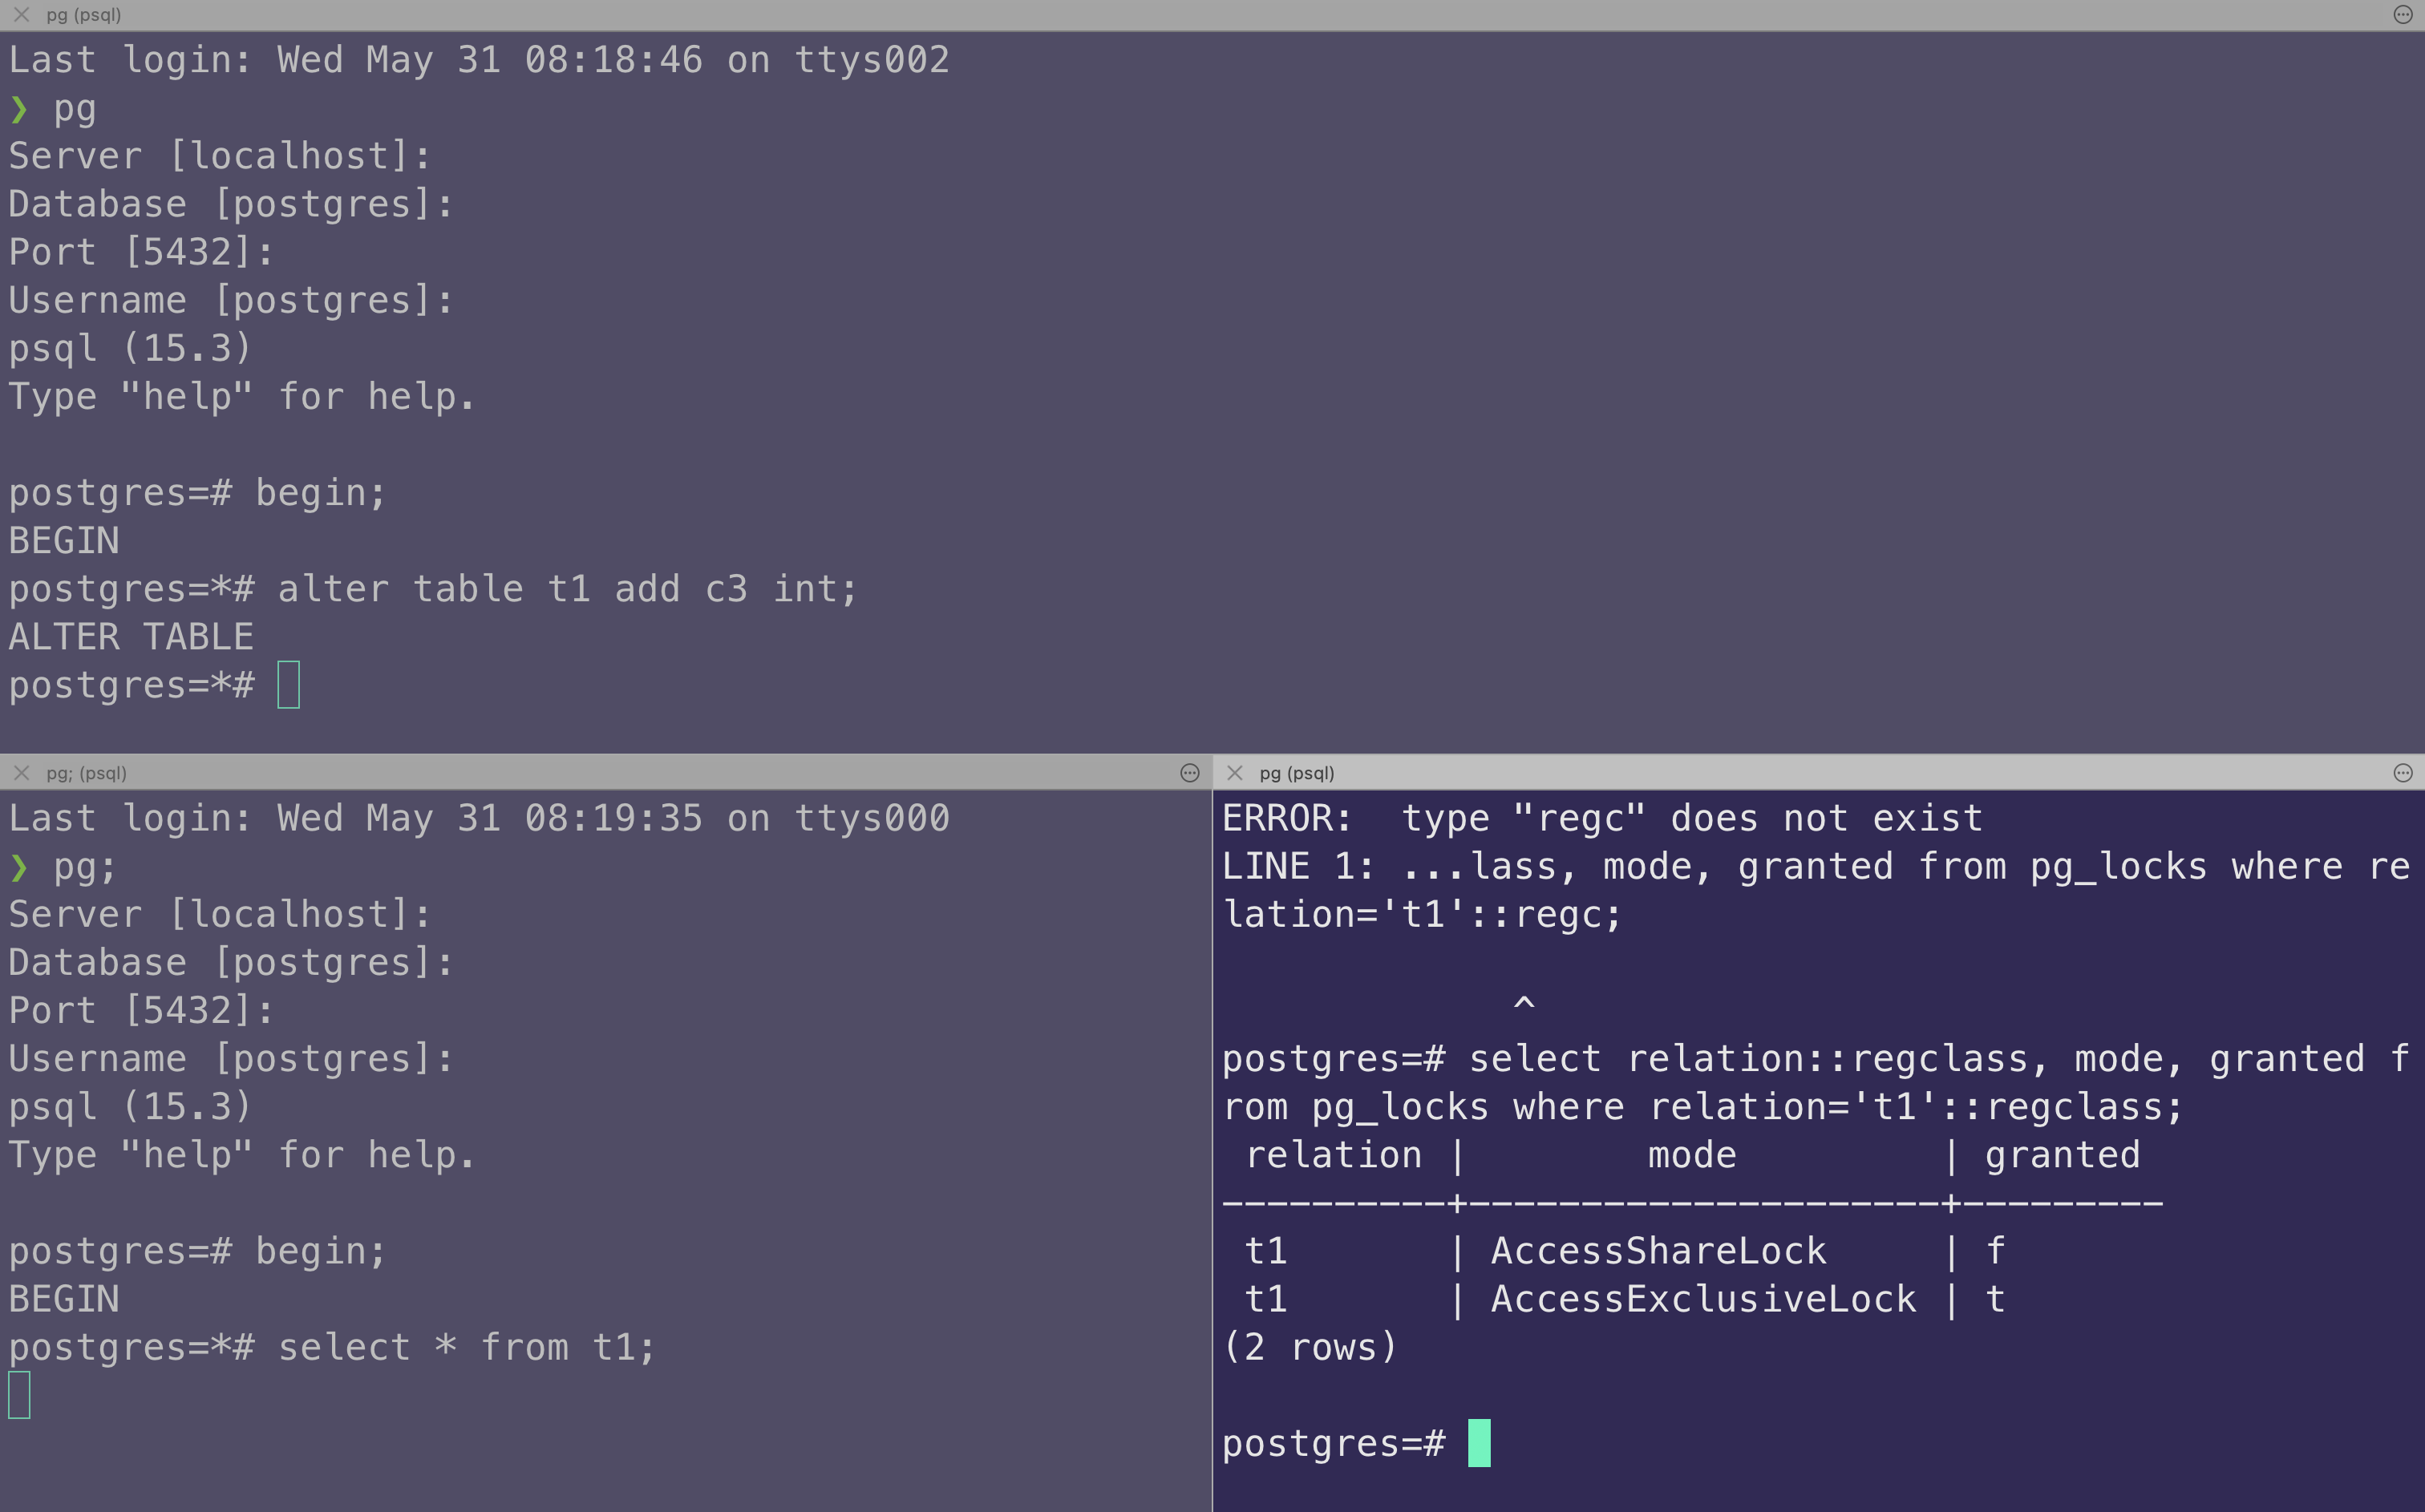 pg (psql)
Last login: Wed May 31 08:18:46 on ttys002
❯ pg
Server [localhost]:
Database [postgres]:
Port [5432]:
Username [postgres]:
psql (15.3)
Type "help" for help.
postgres=# begin;
BEGIN
postgres=*# alter table t1 add c3 int;
ALTER TABLE
postgres=*#
pg; (psql)
Last login: Wed May 31 08:19:35 on ttys000
❯ pg;
Server [localhost]:
Database [postgres]:
Port [5432]:
Username [postgres]:
psql (15.3)
Type "help" for help.
postgres=# begin;
BEGIN
postgres=*# select * from t1;
pg (psql)
ERROR:  type "regc" does not exist
LINE 1: ...lass, mode, granted from pg_locks where re
lation='t1'::regc;
             ^
postgres=# select relation::regclass, mode, granted f
rom pg_locks where relation='t1'::regclass;
 relation |        mode         | granted
----------+---------------------+---------
 t1       | AccessShareLock     | f
 t1       | AccessExclusiveLock | t
(2 rows)
postgres=#